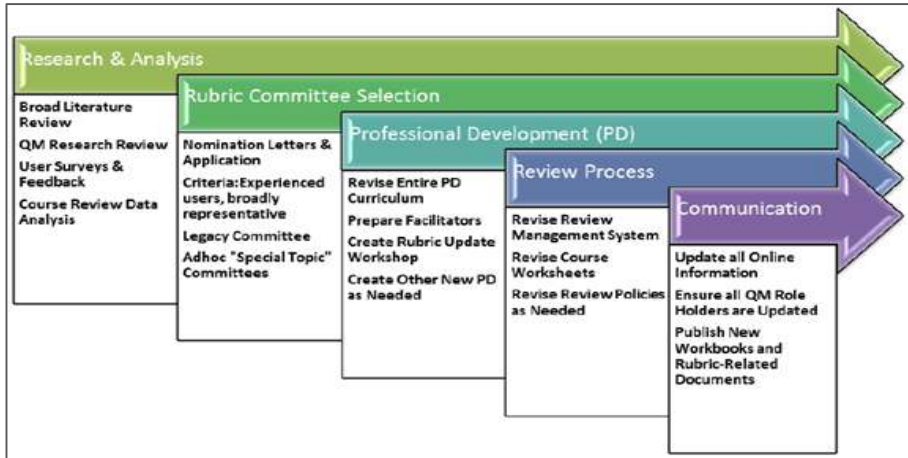 Research & Analysis
Broad Literature
Review
QM Research Review
User Surveys &
Feedback
Course Review Data
Analysis
Rubric Committee Selection
Nomination Letters &
Application
Criteria: Experienced
users, broadly
representative
Legacy Committee
Adhoc "Special Topic"
Committees
Professional Development (PD)
Revise Entire PD
Curriculum
Prepare Facilitators
Create Rubric Update
Workshop
Create Other New PD
as Needed
Review Process
Revise Review
Management System
Revise Course
Worksheets
Revise Review Policies
as Needed
Communication
Update all Online
Information
Ensure all QM Role
Holders are Updated
Publish New
Workbooks and
Rubric-Related
Documents